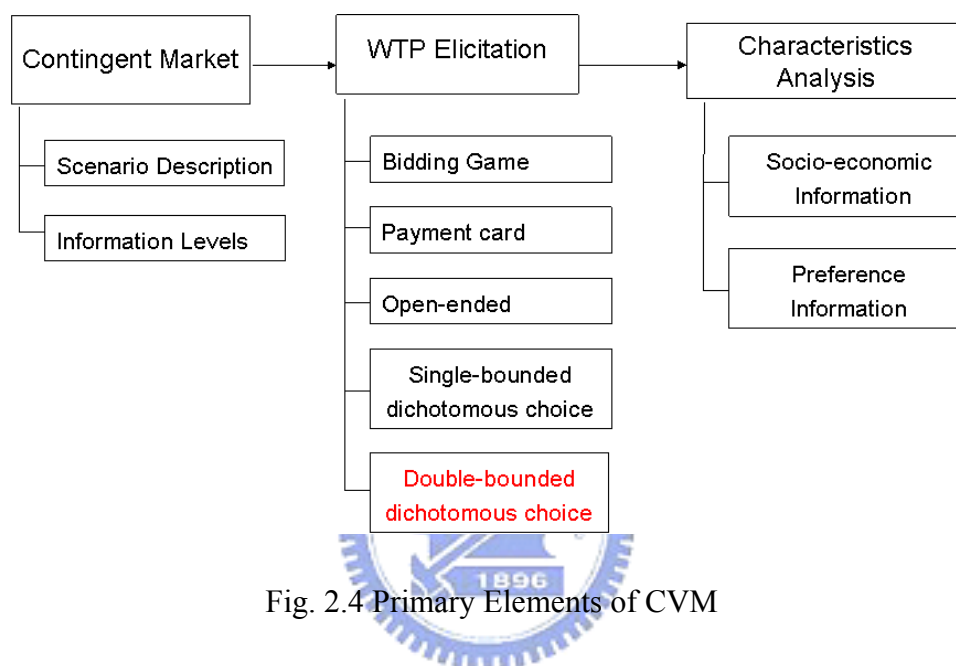 Contingent Market
Scenario Description
Information Levels
WTP Elicitation
Bidding Game
Payment card
Open-ended
Single-bounded
dichotomous choice
Double-bounded
dichotomous choice
Characteristics
Analysis
Socio-economic
Information
Preference
Information
1896
Fig. 2.4 Primary Elements of CVM